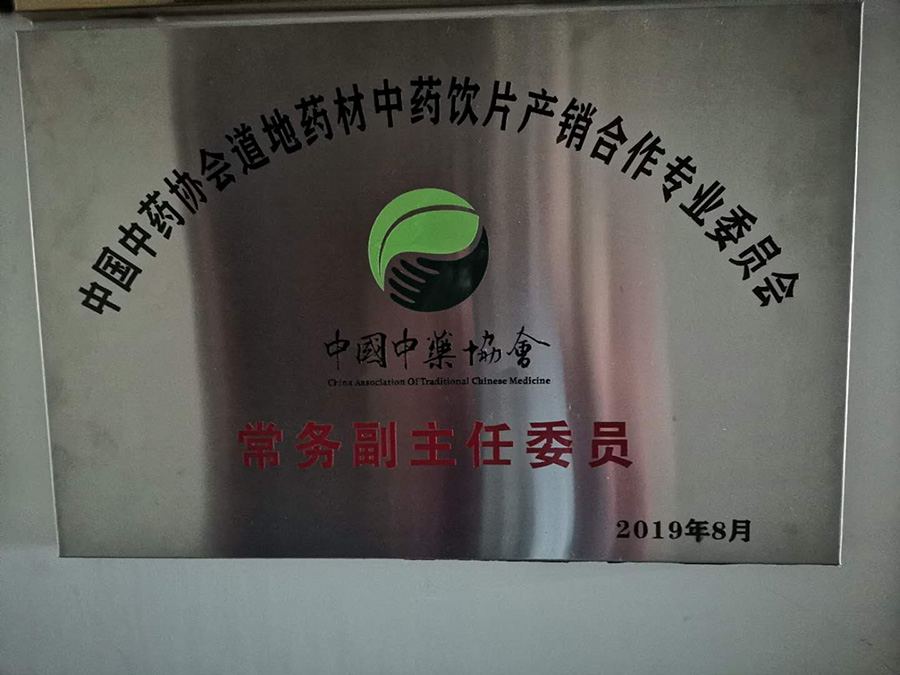 中国中药协会道地药材中药饮片产销合作专业委员会
中國中藥協會
China Association Of Traditional Chinese Medicine
常务副主任委员
2019年8月